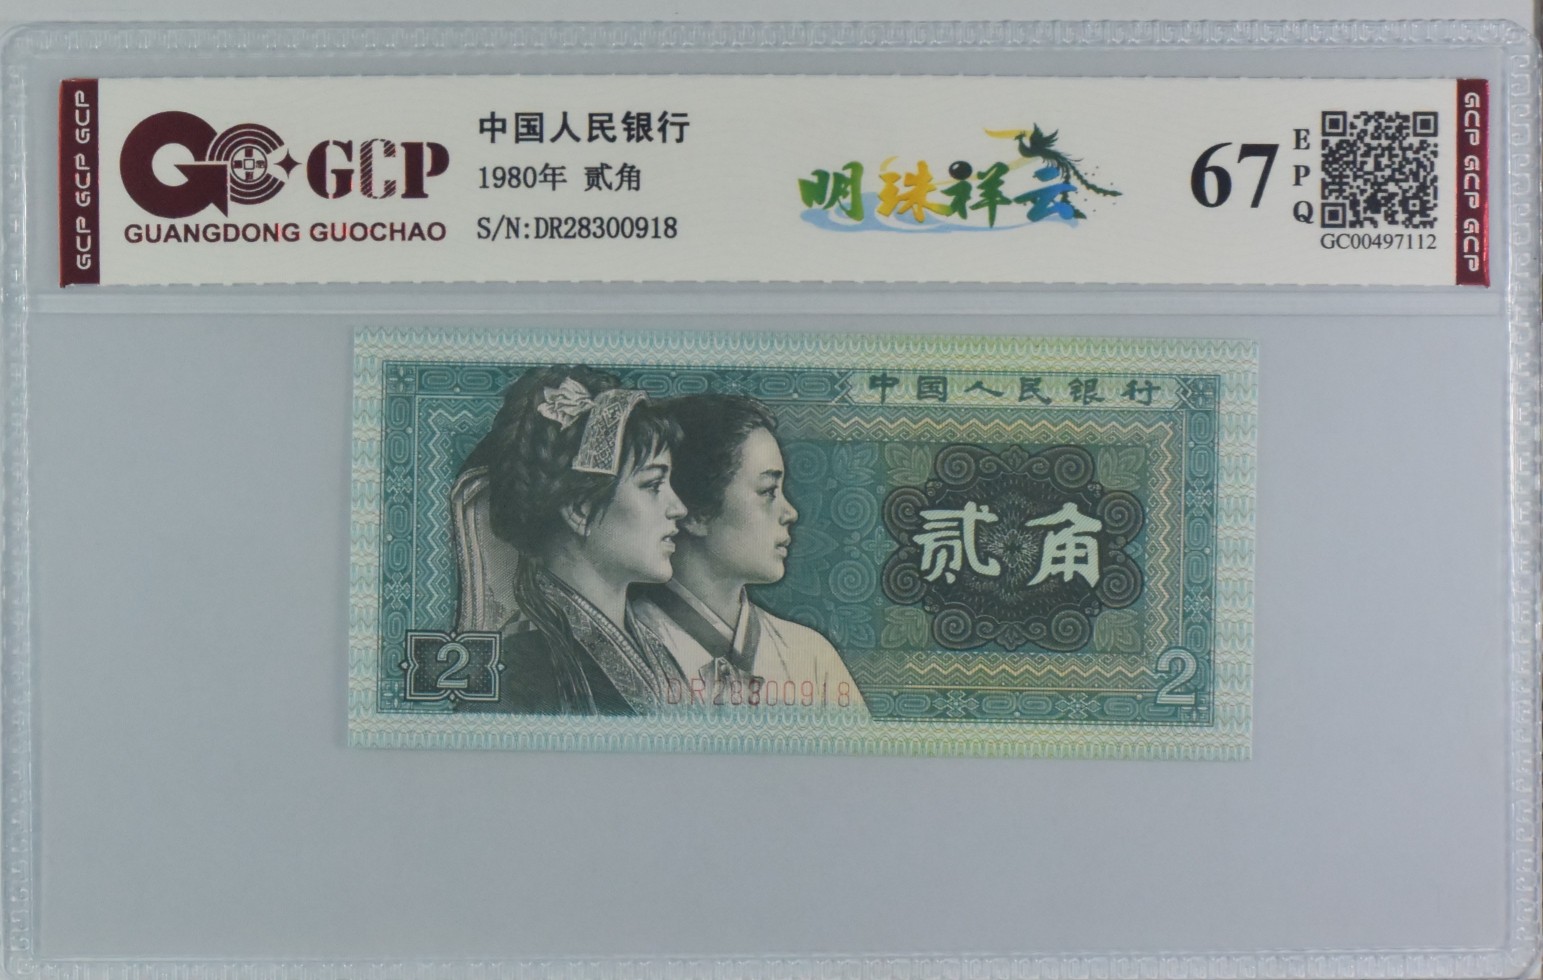 GCP GCP GCP
GCP
GUANGDONG GUOCHAO
中国人民银行
1980年 贰角
S/N:DR28300918
明珠祥云
67
EPQ
GC00497112
GCP GCP GCP
中国人民银行
贰角
2
2
DR28300918